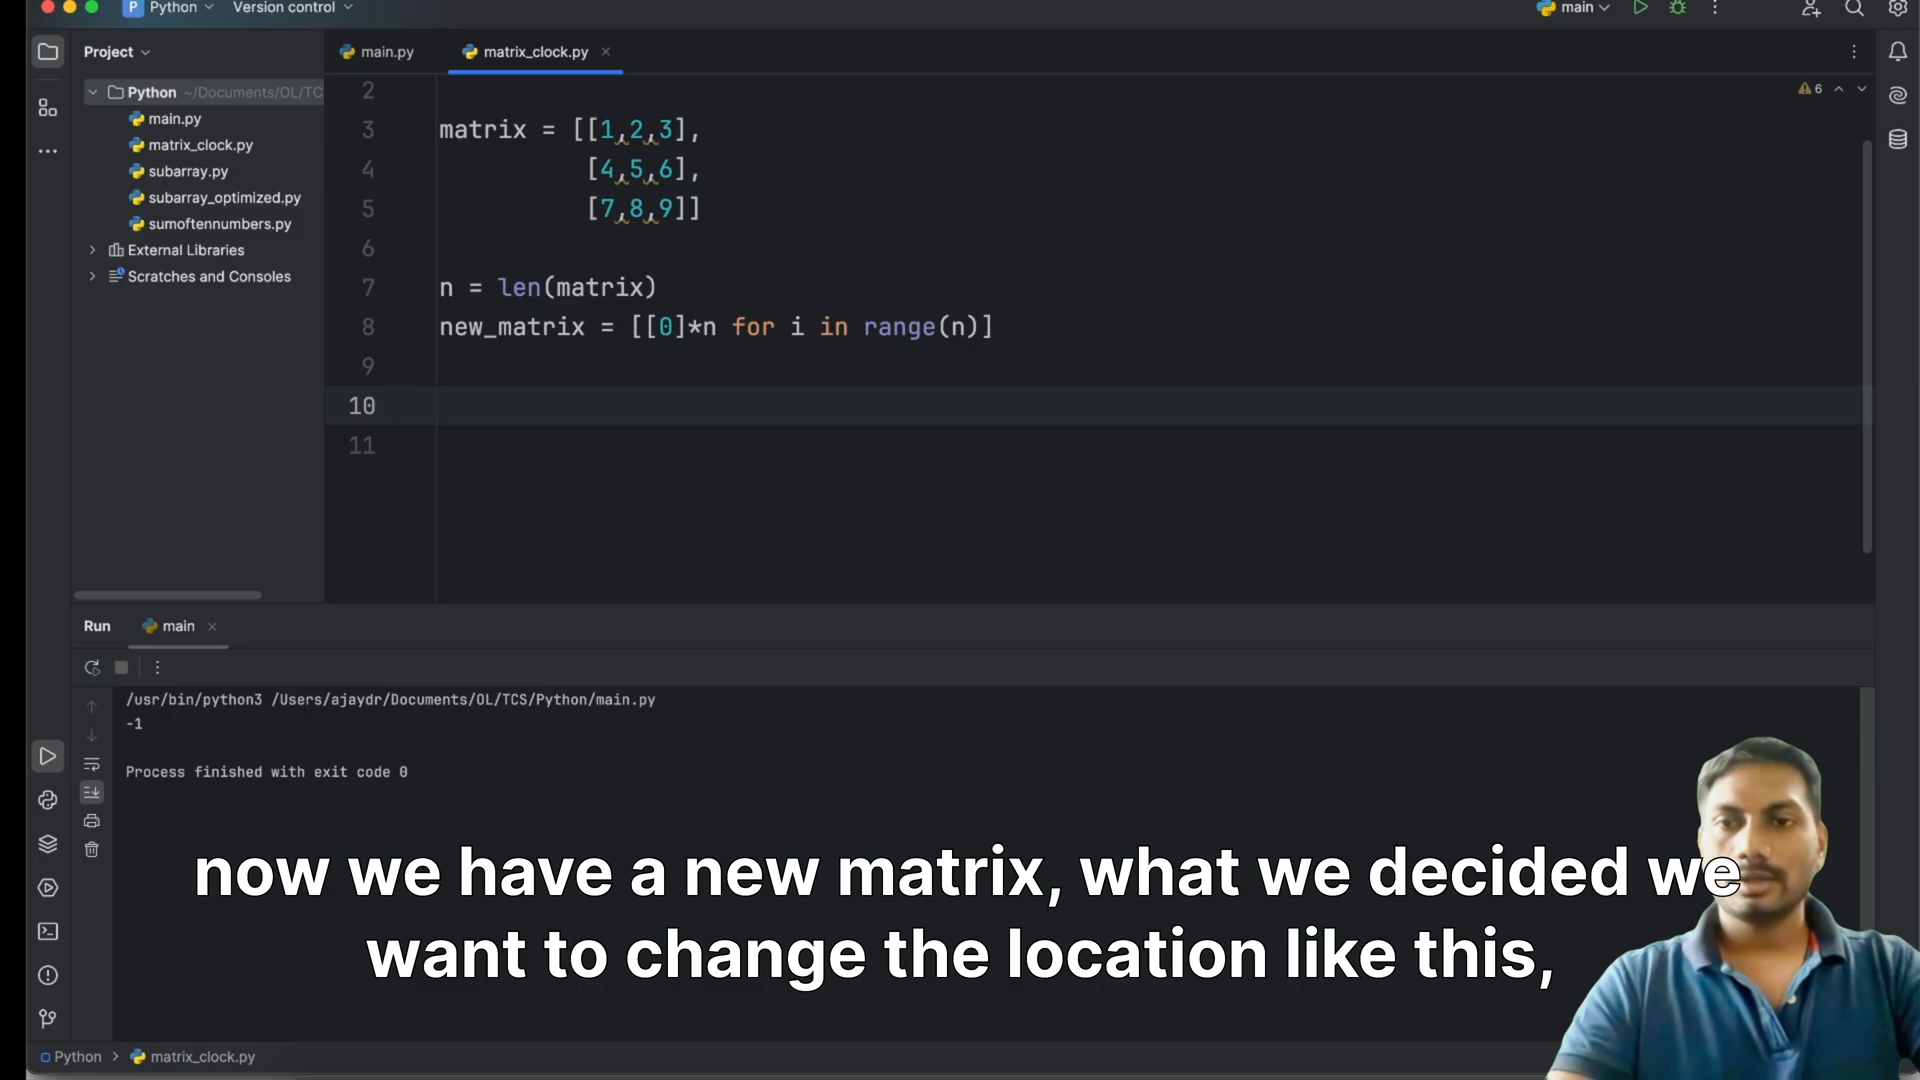 P Python
Version control
main
Project
main.py
matrix_clock.py
Python ~/Documents/OL/TC
main.py
matrix_clock.py
subarray.py
subarray_optimized.py
sumoftennumbers.py
External Libraries
Scratches and Consoles
6
2
3 matrix = [[1,2,3],
4 [4,5,6],
5 [7,8,9]]
6
7 n = len(matrix)
8 new_matrix = [[0]*n for i in range(n)]
9
10
11
Run main
/usr/bin/python3 /Users/ajaydr/Documents/OL/TCS/Python/main.py
-1
Process finished with exit code 0
now we have a new matrix, what we decided we
want to change the location like this,
Python > matrix_clock.py